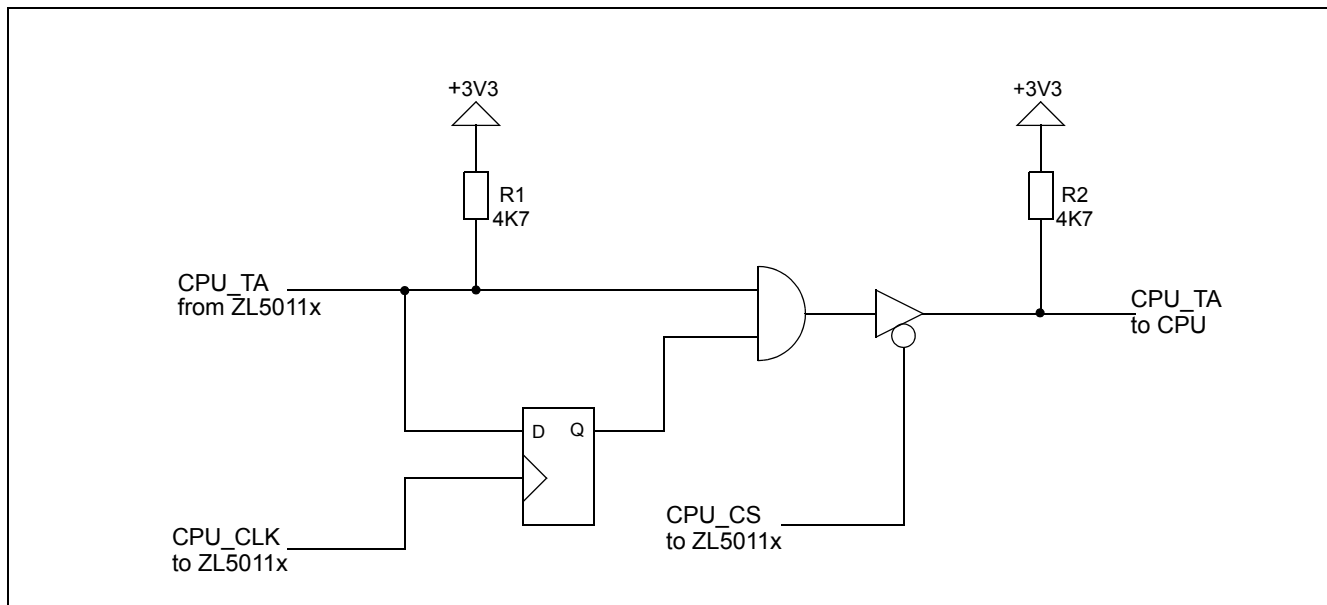 +3V3
+3V3
R1
4K7
R2
4K7
CPU_TA
from ZL5011x
CPU_TA
to CPU
D
Q
CPU_CLK
to ZL5011x
CPU_CS
to ZL5011x